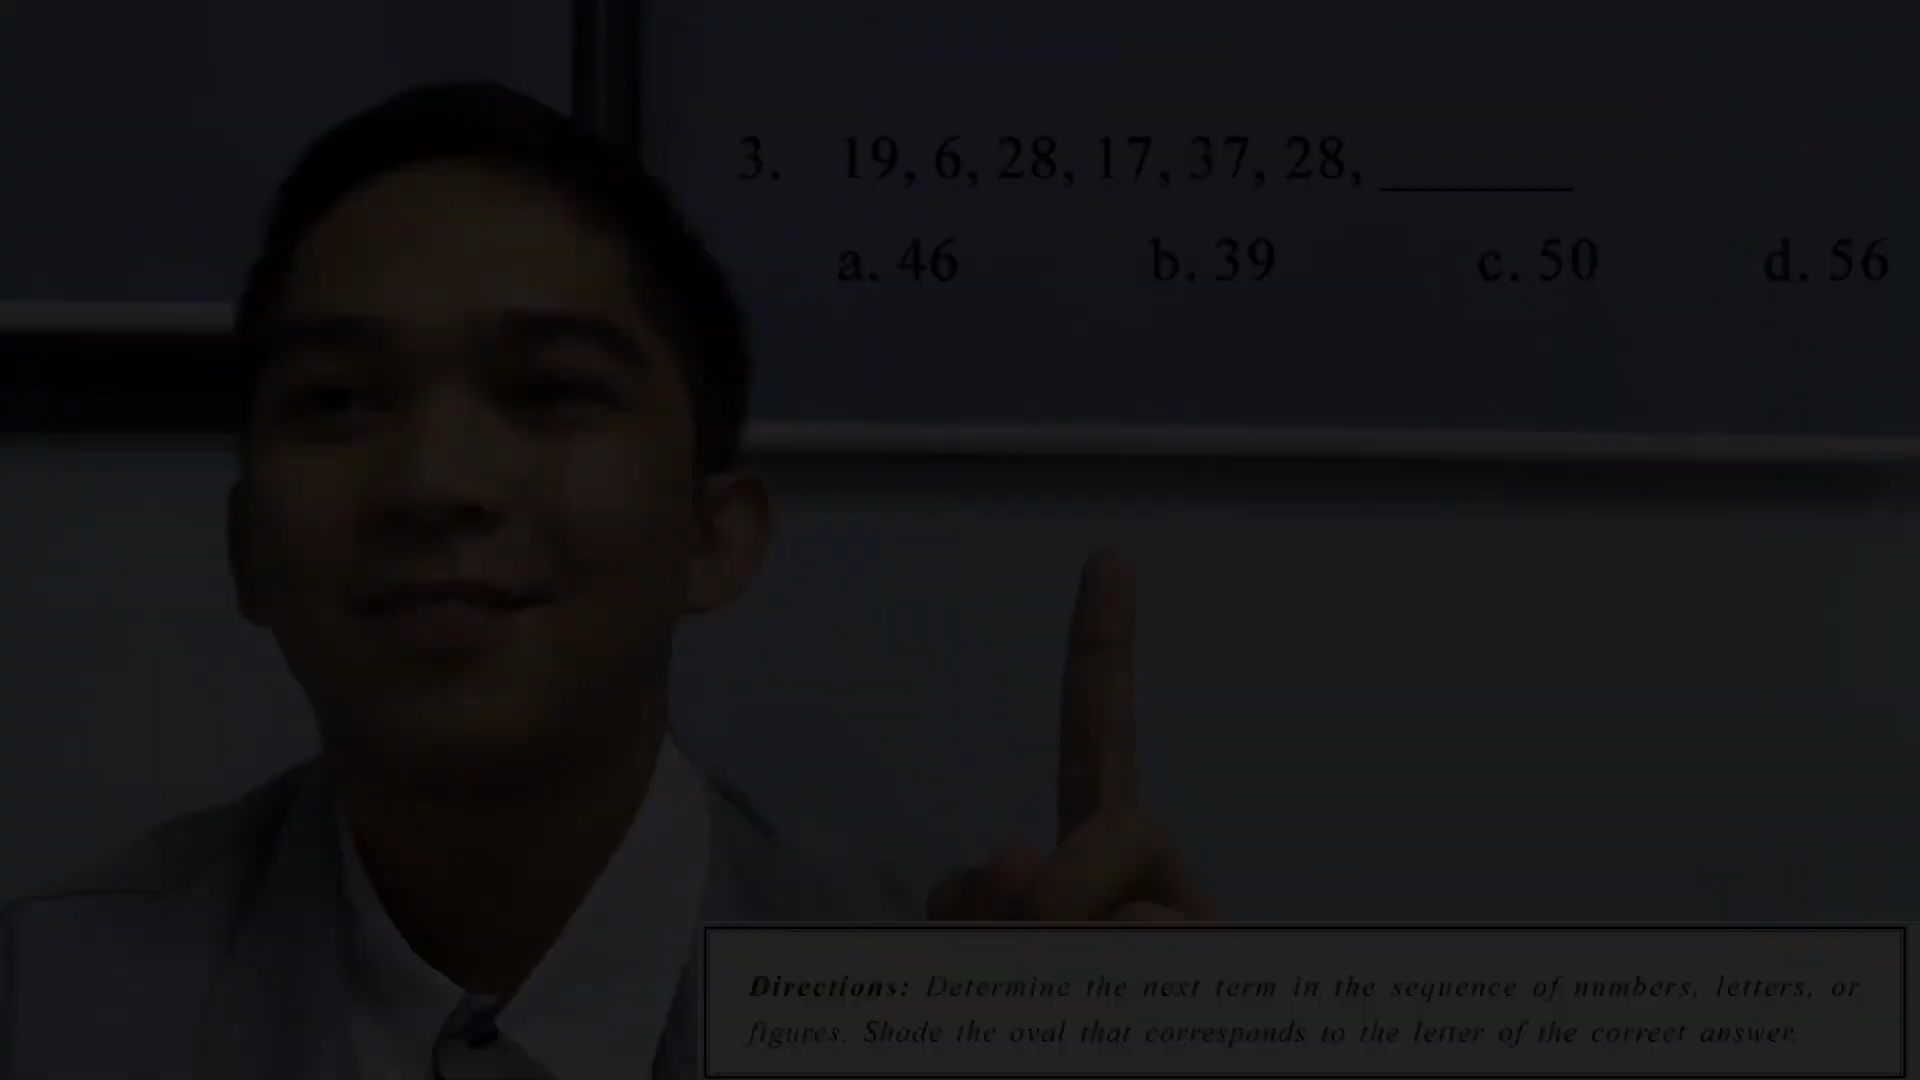 3. 19, 6, 28, 17, 37, 28, ______
a. 46 b. 39 c. 50 d. 56
Directions: Determine the next term in the sequence of numbers, letters, or
figures. Shade the oval that corresponds to the letter of the correct answer.